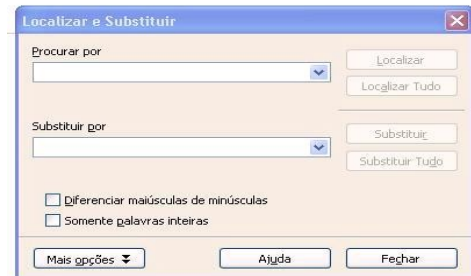 Localizar e Substituir
Procurar por
Localizar
Localizar Tudo
Substituir por
Substituir
Substituir Tudo
Diferenciar maiúsculas de minúsculas
Somente palavras inteiras
Mais opções
Ajuda
Fechar